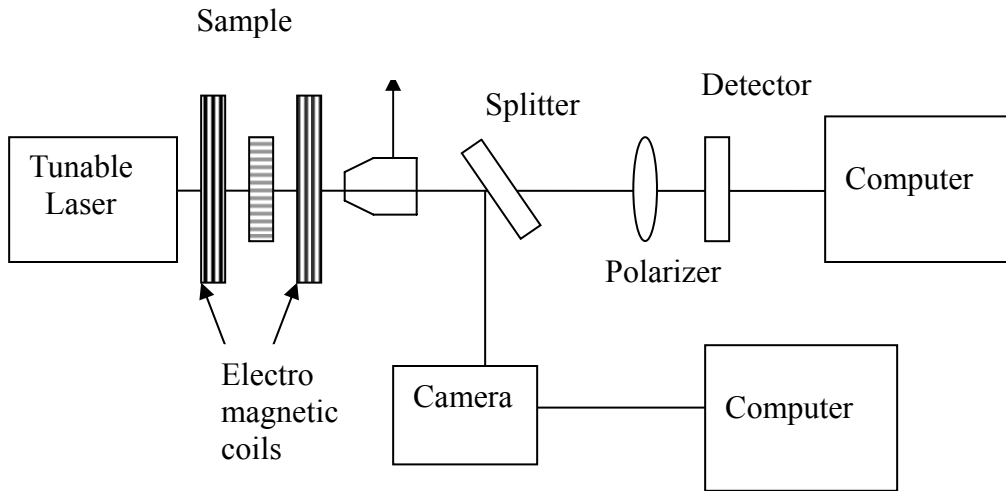 Sample
Splitter
Detector
Tunable
Laser
Computer
Polarizer
Electro
magnetic
coils
Camera
Computer